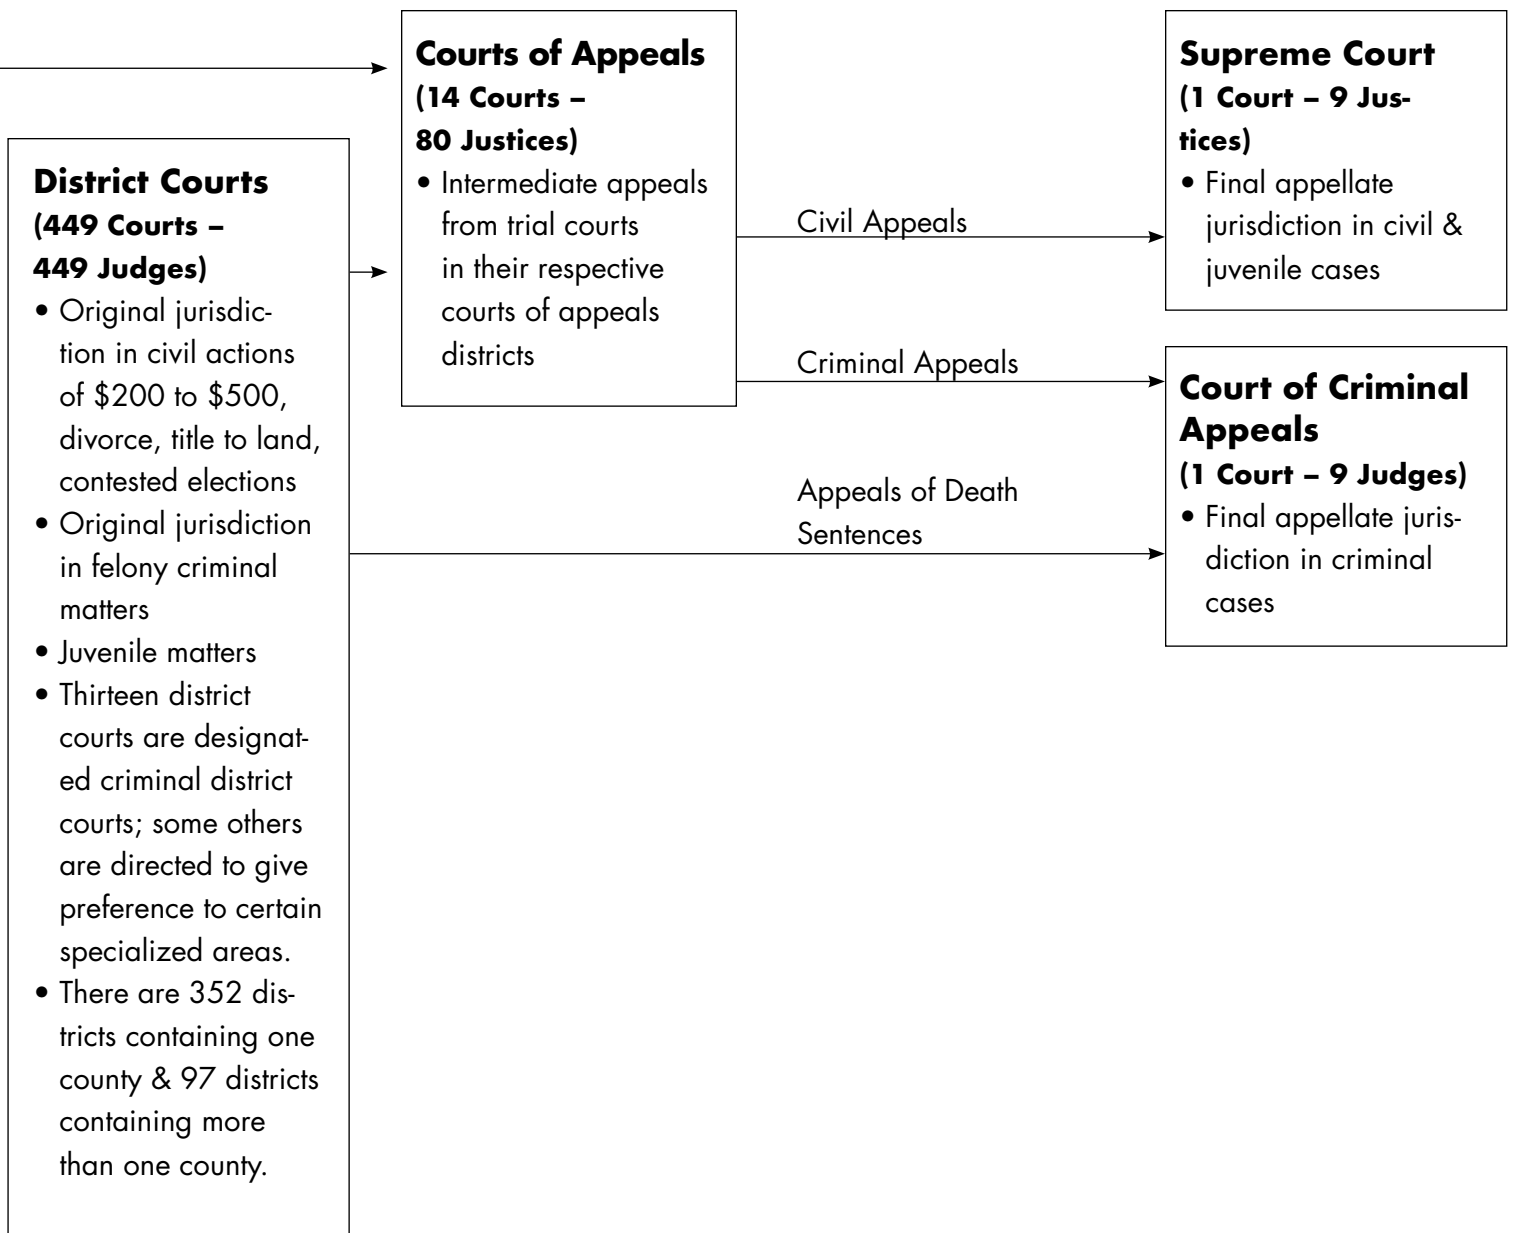 District Courts
(449 Courts –
449 Judges)
• Original jurisdic-
tion in civil actions
of $200 to $500,
divorce, title to land,
contested elections
• Original jurisdiction
in felony criminal
matters
• Juvenile matters
• Thirteen district
courts are designat-
ed criminal district
courts; some others
are directed to give
preference to certain
specialized areas.
• There are 352 dis-
tricts containing one
county & 97 districts
containing more
than one county.
Courts of Appeals
(14 Courts –
80 Justices)
• Intermediate appeals
from trial courts
in their respective
courts of appeals
districts
Civil Appeals
Criminal Appeals
Appeals of Death
Sentences
Supreme Court
(1 Court – 9 Jus-
tices)
• Final appellate
jurisdiction in civil &
juvenile cases
Court of Criminal
Appeals
(1 Court – 9 Judges)
• Final appellate juris-
diction in criminal
cases